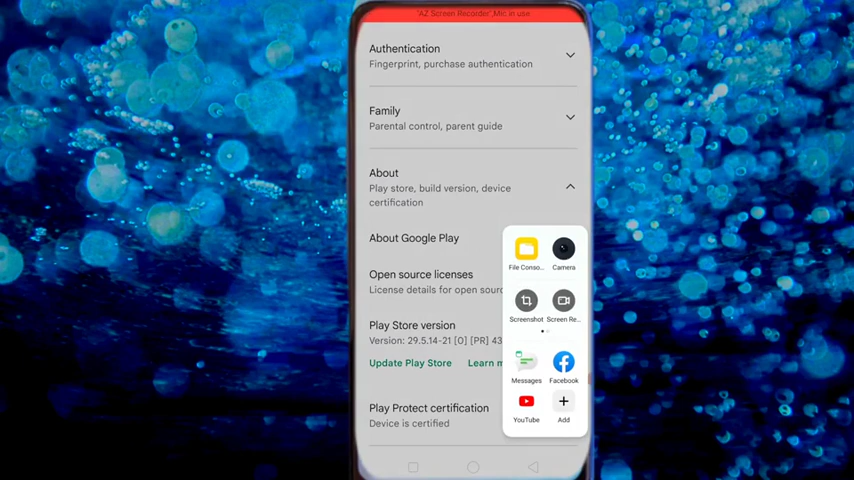 "AZ Screen Recorder", Mic in use
Authentication
Fingerprint, purchase authentication
Family
Parental control, parent guide
About
Play store, build version, device
certification
About Google Play
Open source licenses
License details for open sourc
Play Store version
Version: 29.5.14-21 [0] [PR] 43
Update Play Store Learn m
Play Protect certification
Device is certified
File Conso... Camera
Screenshot Screen Re...
Messages Facebook
YouTube Add